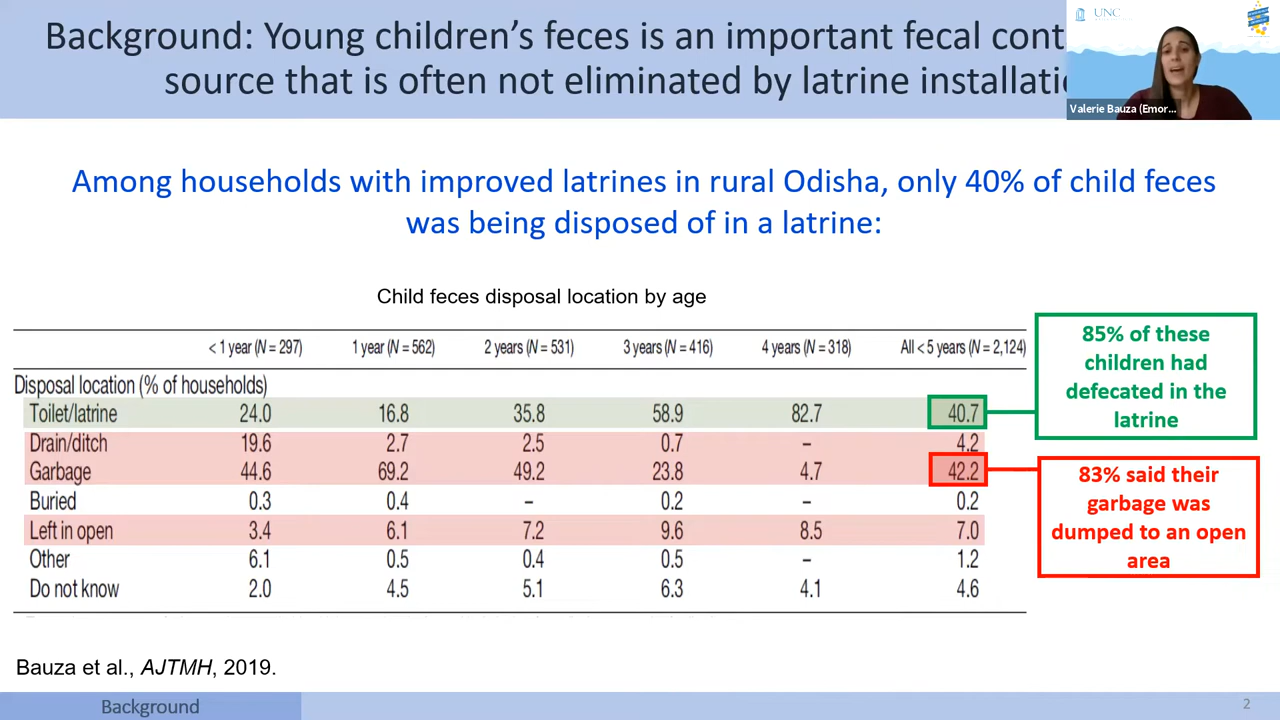 Background: Young children's feces is an important fecal cont
source that is often not eliminated by latrine installatio
UNC
Valerie Bauza (Emor...
Among households with improved latrines in rural Odisha, only 40% of child feces
was being disposed of in a latrine:
Child feces disposal location by age
< 1 year (N = 297) 1 year (N = 562) 2 years (N = 531) 3 years (N = 416) 4 years (N = 318) All < 5 years (N = 2,124)
Disposal location (% of households)
Toilet/latrine 24.0 16.8 35.8 58.9 82.7 40.7
Drain/ditch 19.6 2.7 2.5 0.7 – 4.2
Garbage 44.6 69.2 49.2 23.8 4.7 42.2
Buried 0.3 0.4 – 0.2 – 0.2
Left in open 3.4 6.1 7.2 9.6 8.5 7.0
Other 6.1 0.5 0.4 0.5 – 1.2
Do not know 2.0 4.5 5.1 6.3 4.1 4.6
85% of these
children had
defecated in the
latrine
83% said their
garbage was
dumped to an open
area
Bauza et al., AJTMH, 2019.
Background
2